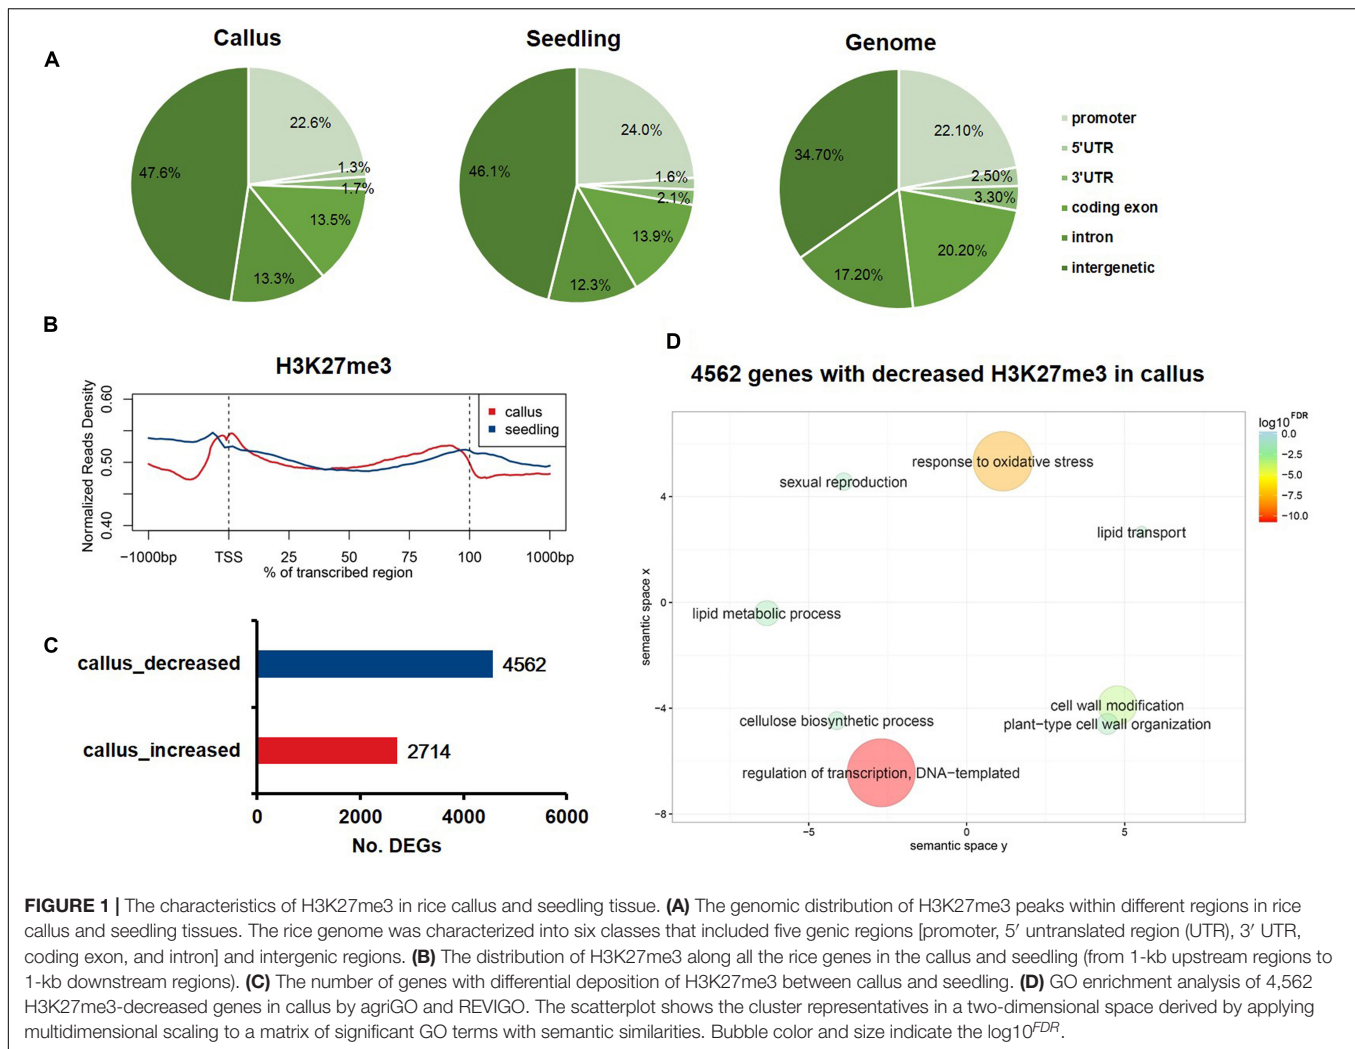 A
Callus
Seedling
Genome
22.6%
1.3%
1.7%
13.5%
13.3%
47.6%
24.0%
1.6%
2.1%
13.9%
12.3%
46.1%
22.10%
2.50%
3.30%
20.20%
17.20%
34.70%
promoter
5'UTR
3'UTR
coding exon
intron
intergenetic
B
H3K27me3
Normalized Reads Density
0.60
0.50
0.40
callus
seedling
−1000bp TSS 25 50 75 100 1000bp
% of transcribed region
C
callus_decreased 4562
callus_increased 2714
0 2000 4000 6000
No. DEGs
D
4562 genes with decreased H3K27me3 in callus
log10FDR
0.0
−2.5
−5.0
−7.5
−10.0
semantic space x
4
0
−4
−8
response to oxidative stress
sexual reproduction
lipid transport
lipid metabolic process
cell wall modification
plant−type cell wall organization
cellulose biosynthetic process
regulation of transcription, DNA−templated
−5 0 5
semantic space y
FIGURE 1 | The characteristics of H3K27me3 in rice callus and seedling tissue. (A) The genomic distribution of H3K27me3 peaks within different regions in rice
callus and seedling tissues. The rice genome was characterized into six classes that included five genic regions [promoter, 5′ untranslated region (UTR), 3′ UTR,
coding exon, and intron] and intergenic regions. (B) The distribution of H3K27me3 along all the rice genes in the callus and seedling (from 1-kb upstream regions to
1-kb downstream regions). (C) The number of genes with differential deposition of H3K27me3 between callus and seedling. (D) GO enrichment analysis of 4,562
H3K27me3-decreased genes in callus by agriGO and REVIGO. The scatterplot shows the cluster representatives in a two-dimensional space derived by applying
multidimensional scaling to a matrix of significant GO terms with semantic similarities. Bubble color and size indicate the log10FDR.